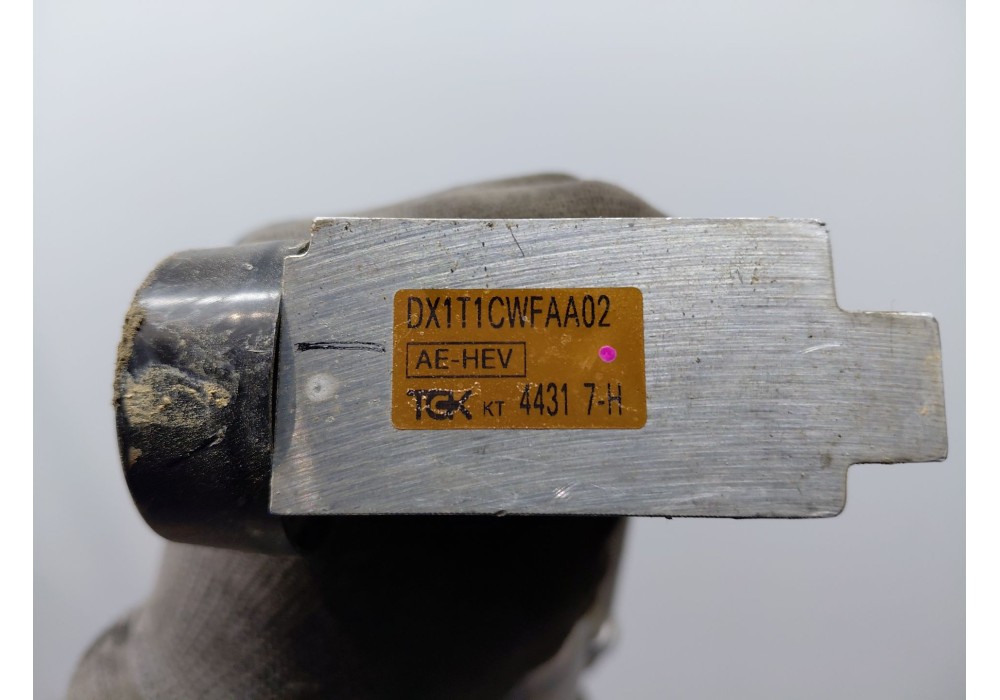 DX1T1CWFAA02
AE-HEV
TGK KT 4431 7-H